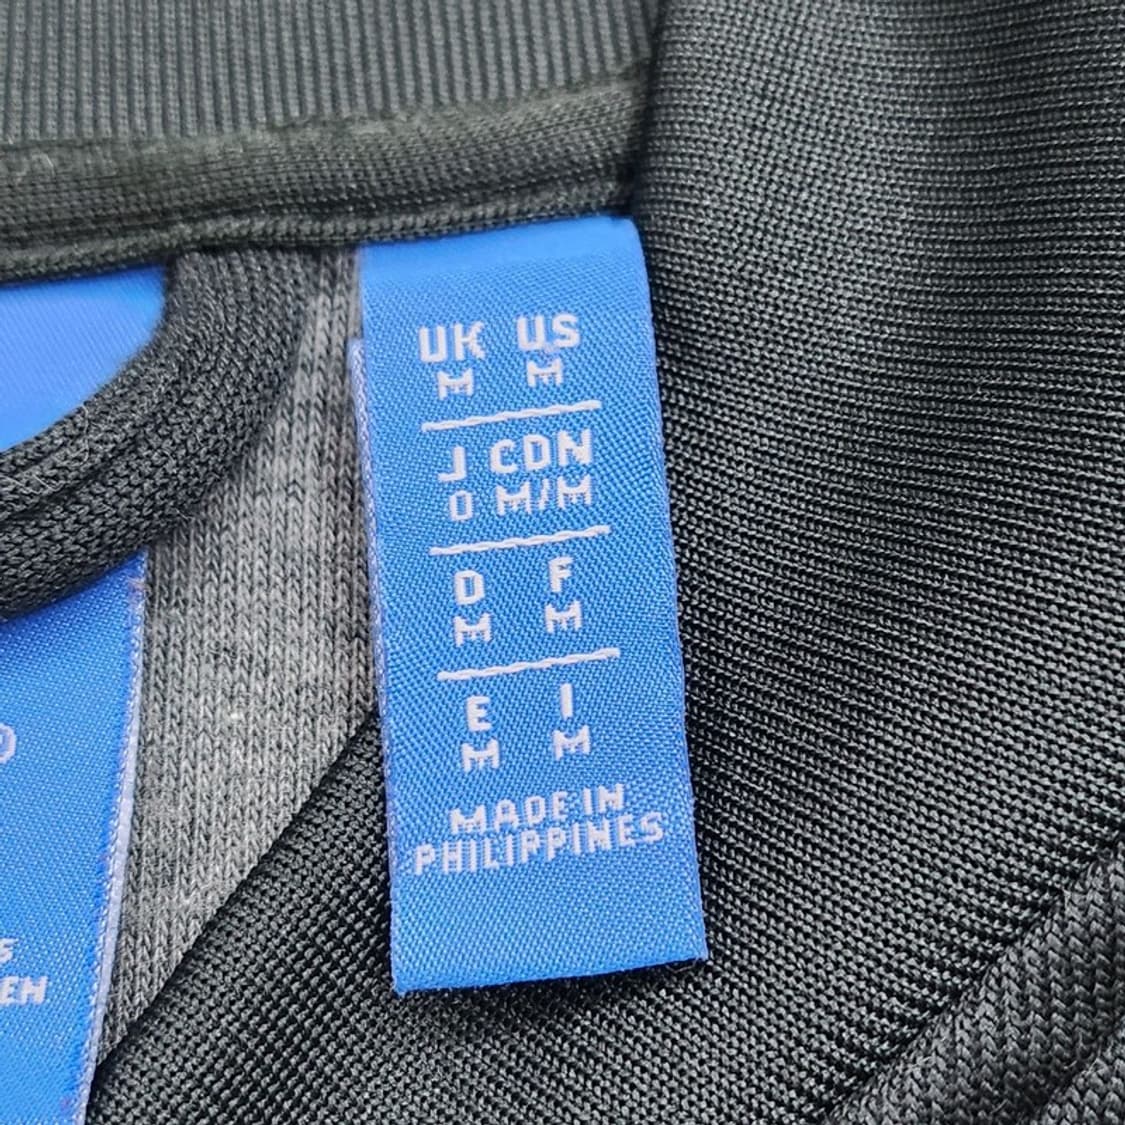 UK US
M M
J CDN
O M/M
D F
M M
E I
M M
MADE IN
PHILIPPINES
®